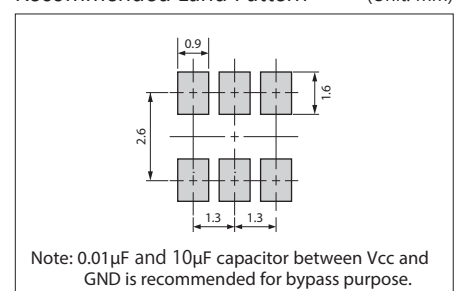 Recommended Land Pattern (Unit: mm)
0.9
1.6
2.6
1.3 1.3
Note: 0.01μF and 10μF capacitor between Vcc and
GND is recommended for bypass purpose.